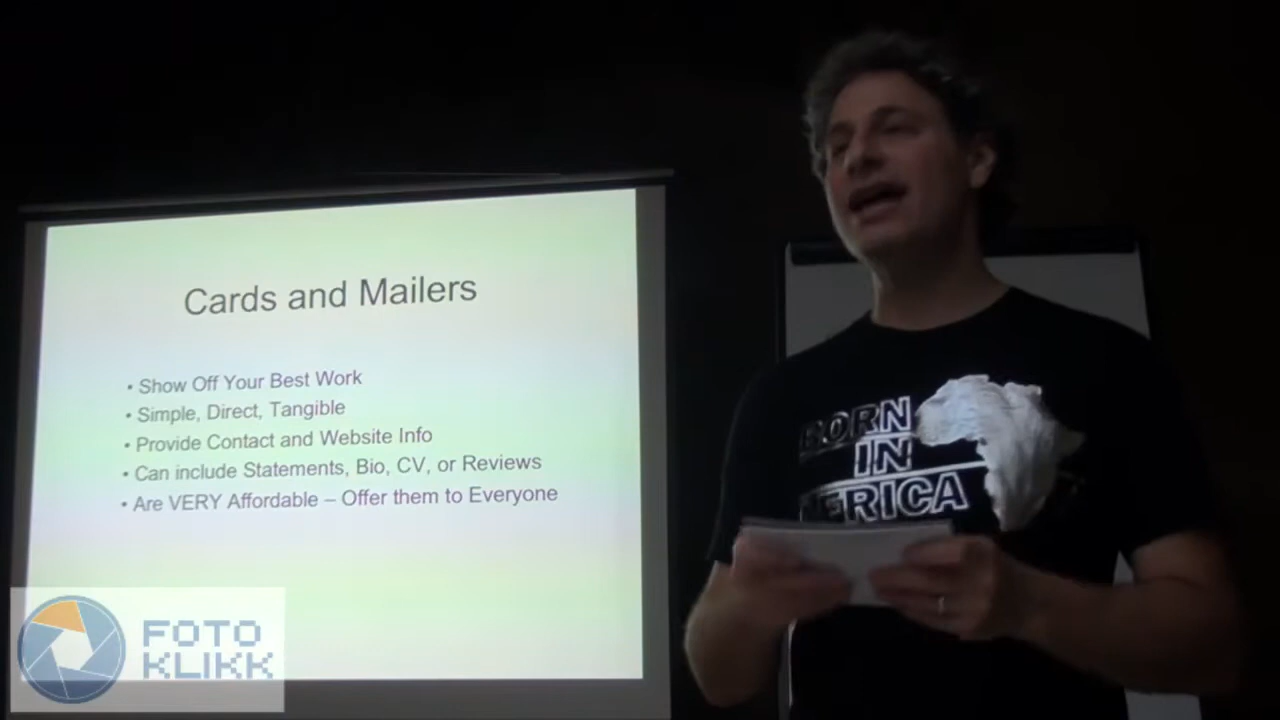 Cards and Mailers
• Show Off Your Best Work
• Simple, Direct, Tangible
• Provide Contact and Website Info
• Can include Statements, Bio, CV, or Reviews
• Are VERY Affordable – Offer them to Everyone
BORN
IN
FOTO
KLIKK